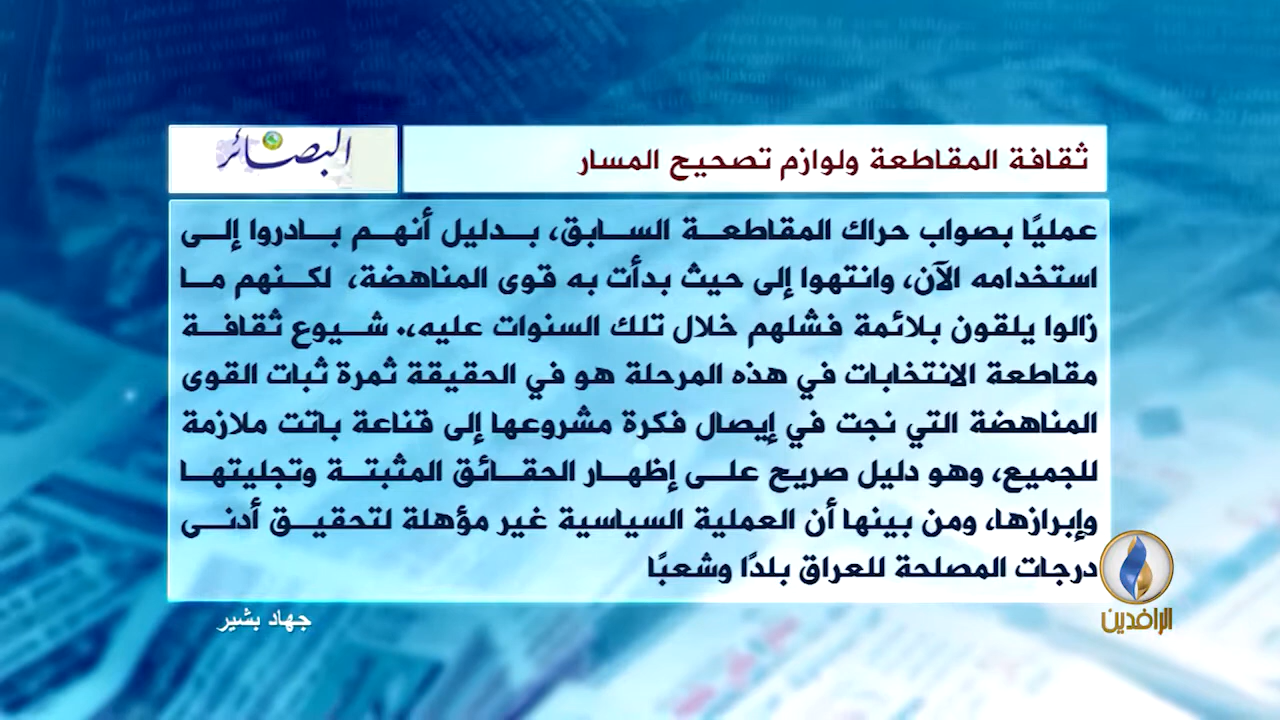 البصائر
ثقافة المقاطعة ولوازم تصحيح المسار
عمليًا بصواب حراك المقاطعة السابق، بدليل أنهم بادروا إلى
استخدامه الآن، وانتهوا إلى حيث بدأت به قوى المناهضة، لكنهم ما
زالوا يلقون بلائمة فشلهم خلال تلك السنوات عليه،. شيوع ثقافة
مقاطعة الانتخابات في هذه المرحلة هو في الحقيقة ثمرة ثبات القوى
المناهضة التي نجت في إيصال فكرة مشروعها إلى قناعة باتت ملازمة
للجميع، وهو دليل صريح على إظهار الحقائق المثبتة وتجليتها
وإبرازها، ومن بينها أن العملية السياسية غير مؤهلة لتحقيق أدنى
درجات المصلحة للعراق بلدًا وشعبًا
جهاد بشير
الرافدين